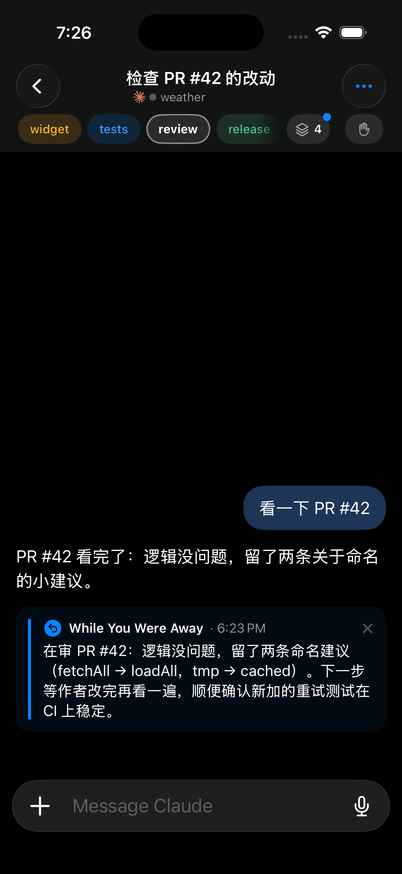 7:26
检查 PR #42 的改动
weather
widget
tests
review
release
4
看一下 PR #42
PR #42 看完了：逻辑没问题，留了两条关于命名
的小建议。
While You Were Away · 6:23 PM
在审 PR #42：逻辑没问题，留了两条命名建议
（fetchAll → loadAll，tmp → cached）。下一步
等作者改完再看一遍，顺便确认新加的重试测试在
CI 上稳定。
Message Claude